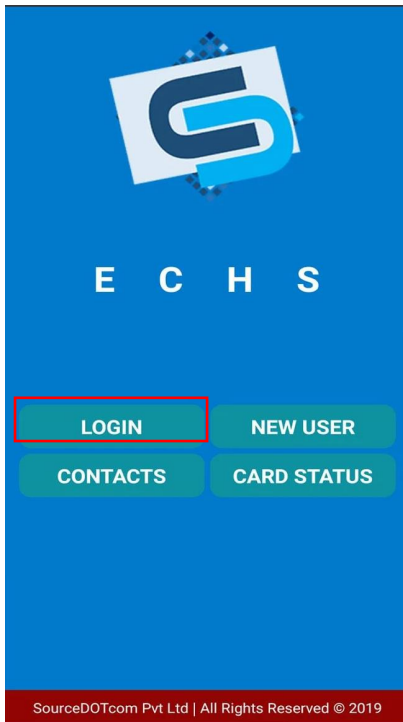 E C H S
LOGIN NEW USER
CONTACTS CARD STATUS
SourceDOTcom Pvt Ltd | All Rights Reserved © 2019